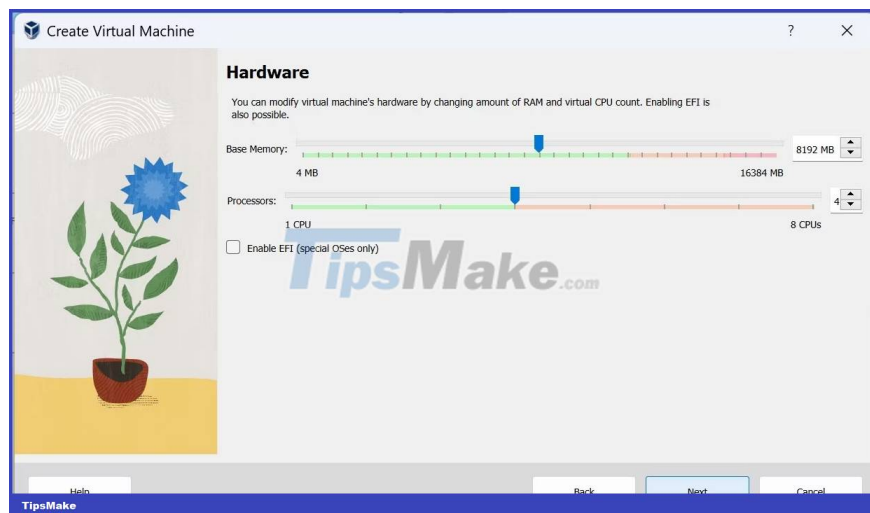 Create Virtual Machine
?
Hardware
You can modify virtual machine's hardware by changing amount of RAM and virtual CPU count. Enabling EFI is
also possible.
Base Memory:
8192 MB
4 MB
16384 MB
Processors:
4
1 CPU
8 CPUs
Enable EFI (special OSes only)
TipsMake.com
Help
Back
Next
Cancel
TipsMake